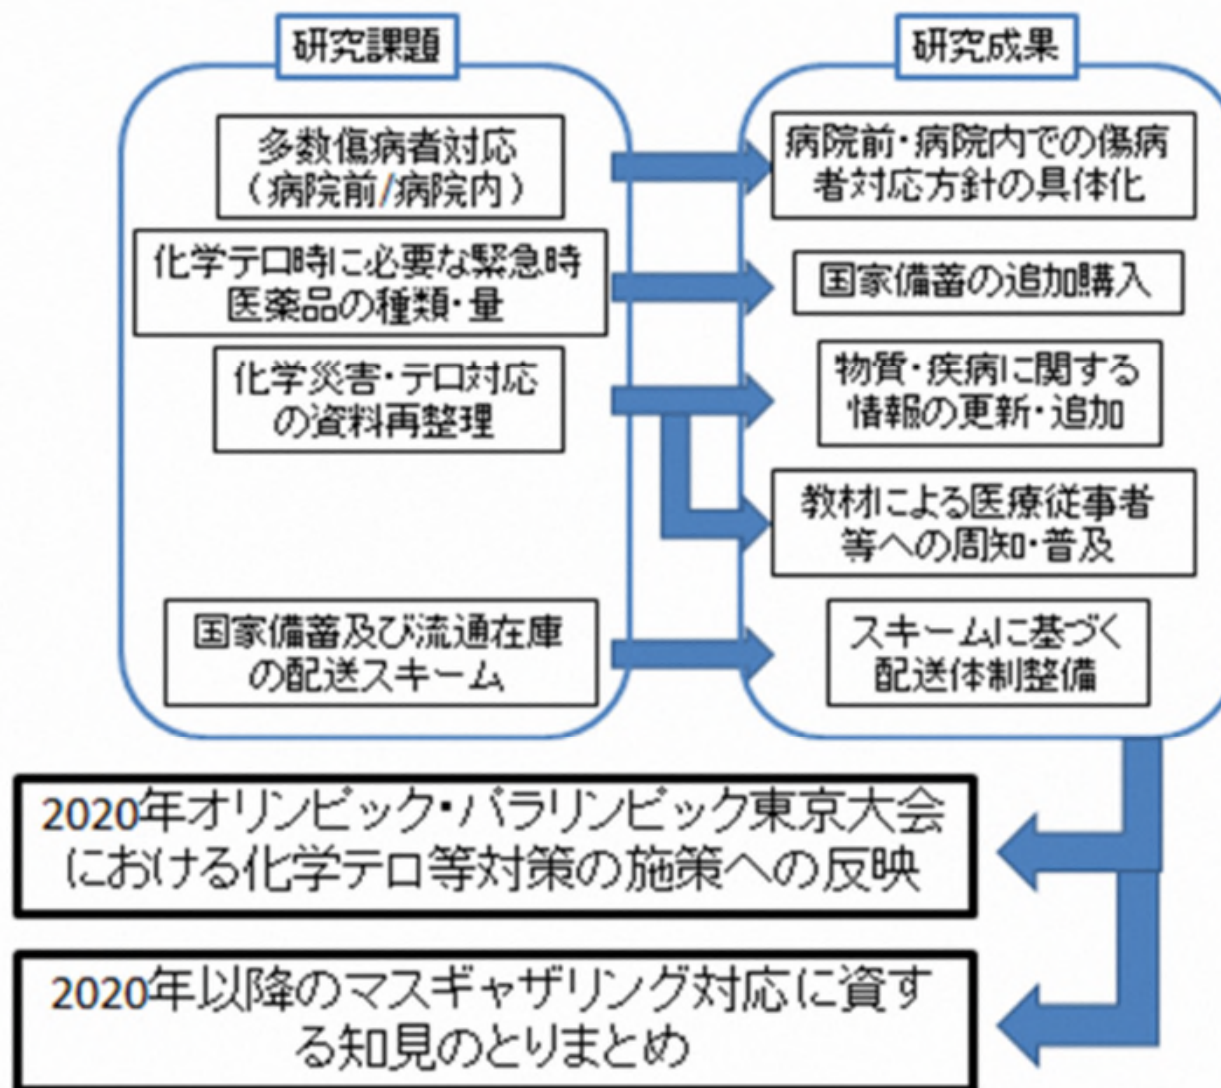 研究課題
多数傷病者対応
(病院前/病院内)
化学テロ時に必要な緊急時
医薬品の種類・量
化学災害・テロ対応
の資料再整理
国家備蓄及び流通在庫
の配送スキーム
研究成果
病院前・病院内での傷病
者対応方針の具体化
国家備蓄の追加購入
物質・疾病に関する
情報の更新・追加
教材による医療従事者
等への周知・普及
スキームに基づく
配送体制整備
2020年オリンピック・パラリンピック東京大会
における化学テロ等対策の施策への反映
2020年以降のマスギャザリング対応に資す
る知見のとりまとめ